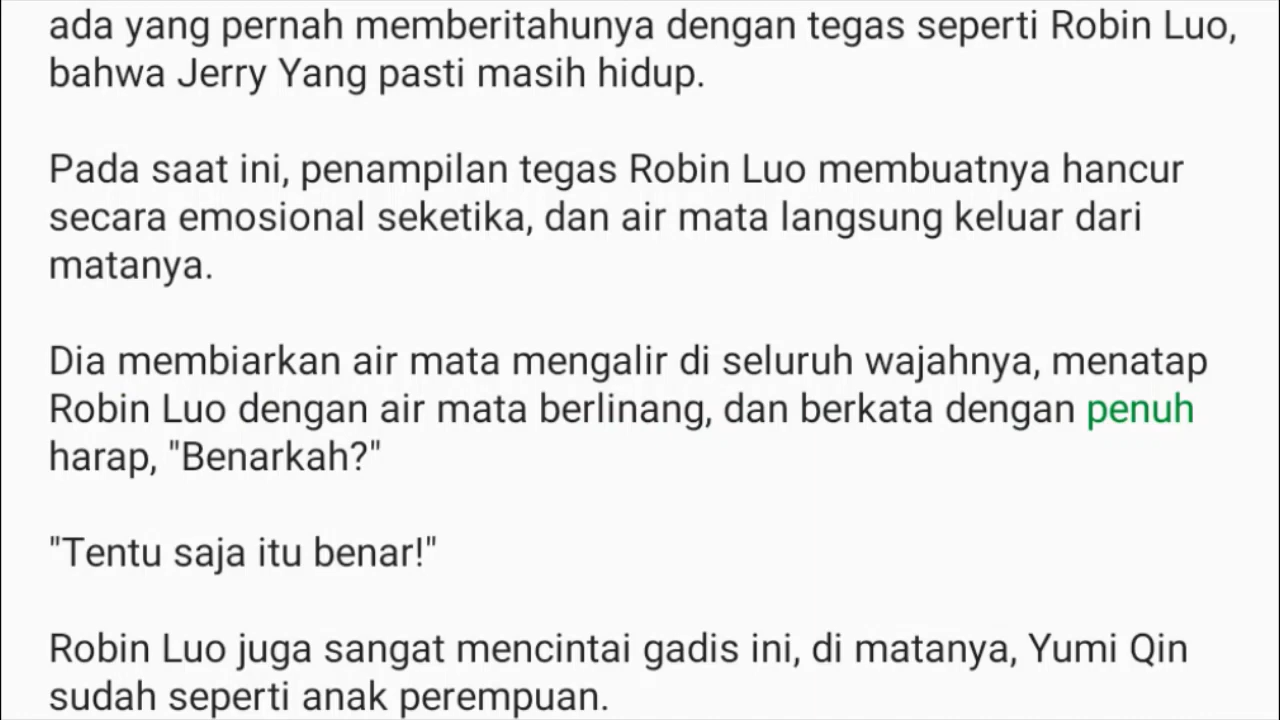 ada yang pernah memberitahunya dengan tegas seperti Robin Luo,
bahwa Jerry Yang pasti masih hidup.
Pada saat ini, penampilan tegas Robin Luo membuatnya hancur
secara emosional seketika, dan air mata langsung keluar dari
matanya.
Dia membiarkan air mata mengalir di seluruh wajahnya, menatap
Robin Luo dengan air mata berlinang, dan berkata dengan penuh
harap, "Benarkah?"
"Tentu saja itu benar!"
Robin Luo juga sangat mencintai gadis ini, di matanya, Yumi Qin
sudah seperti anak perempuan.